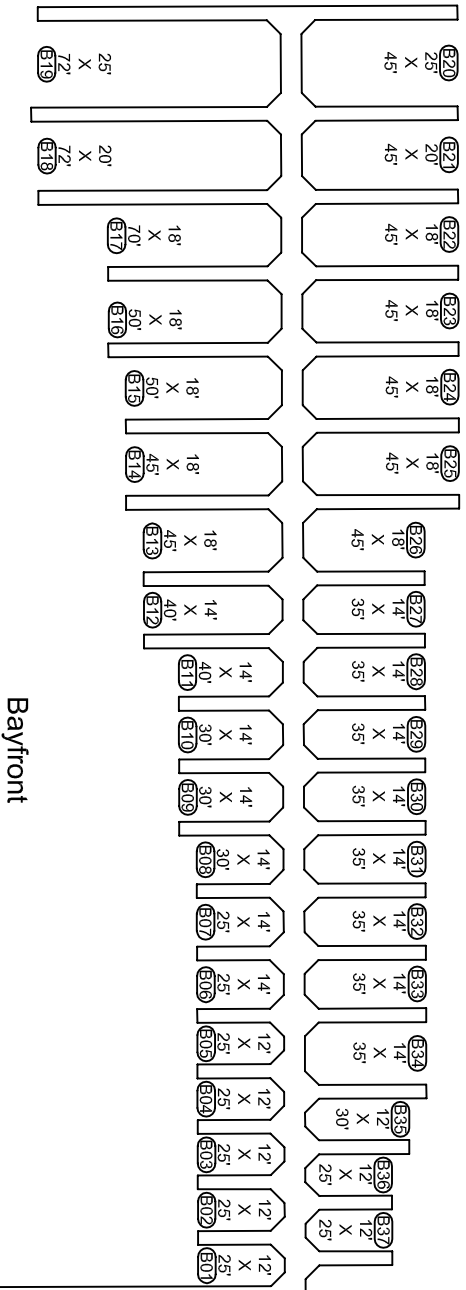 B20
25'
X
45'
B21
20'
X
45'
B22
18'
X
45'
B23
18'
X
45'
B24
18'
X
45'
B25
18'
X
45'
B26
18'
X
45'
B27
14'
X
35'
B28
14'
X
35'
B29
14'
X
35'
B30
14'
X
35'
B31
14'
X
35'
B32
14'
X
35'
B33
14'
X
35'
B34
14'
X
35'
B35
12'
X
30'
B36
12'
X
25'
B37
12'
X
25'
25'
X
72'
B19
20'
X
72'
B18
18'
X
70'
B17
18'
X
50'
B16
18'
X
50'
B15
18'
X
45'
B14
18'
X
45'
B13
14'
X
40'
B12
14'
X
40'
B11
14'
X
30'
B10
14'
X
30'
B09
14'
X
30'
B08
14'
X
25'
B07
14'
X
25'
B06
12'
X
25'
B05
12'
X
25'
B04
12'
X
25'
B03
12'
X
25'
B02
12'
X
25'
B01
Bayfront